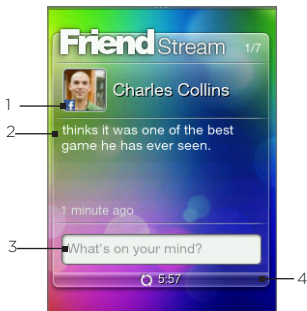 Friend Stream 1/7
Charles Collins
1
2
thinks it was one of the best
game he has ever seen.
1 minute ago
3
What's on your mind?
5:57
4